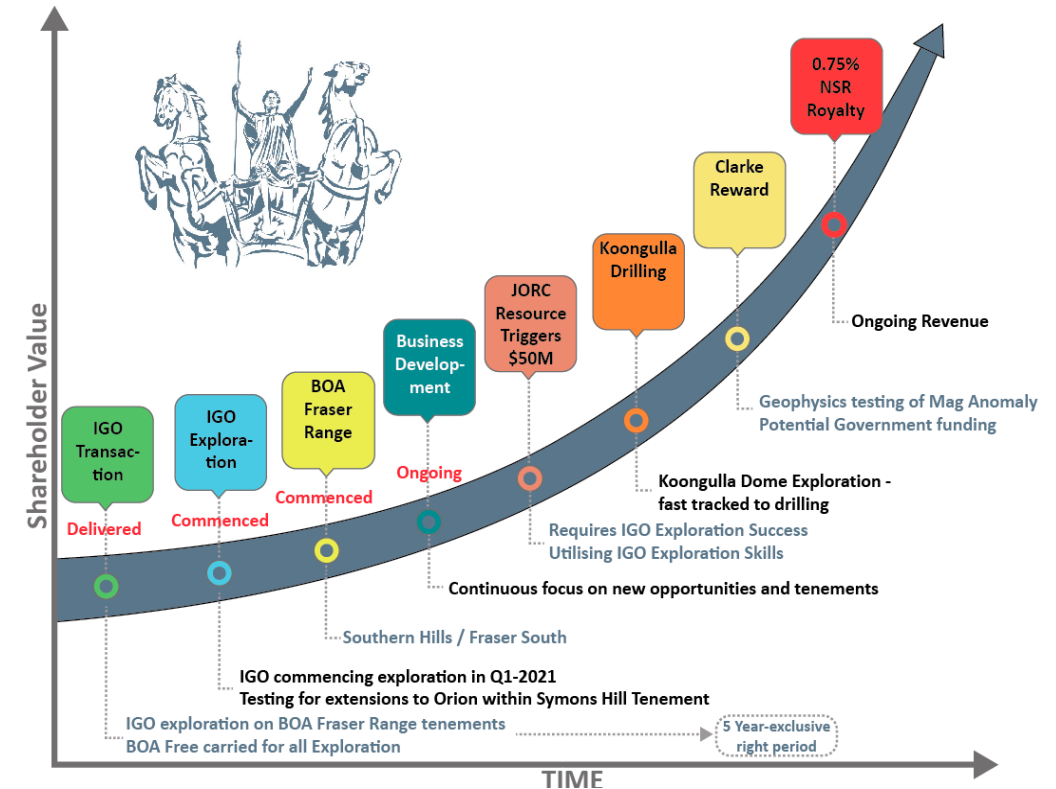 0.75%
NSR
Royalty
Clarke
Reward
Koongulla
Drilling
JORC
Resource
Triggers
$50M
Business
Develop-
ment
BOA
Fraser
Range
IGO
Explora-
tion
IGO
Transac-
tion
Delivered
Commenced
Commenced
Ongoing
Ongoing Revenue
Geophysics testing of Mag Anomaly
Potential Government funding
Koongulla Dome Exploration -
fast tracked to drilling
Requires IGO Exploration Success
Utilising IGO Exploration Skills
Continuous focus on new opportunities and tenements
Southern Hills / Fraser South
IGO commencing exploration in Q1-2021
Testing for extensions to Orion within Symons Hill Tenement
IGO exploration on BOA Fraser Range tenements
BOA Free carried for all Exploration
5 Year-exclusive
right period
Shareholder Value
TIME